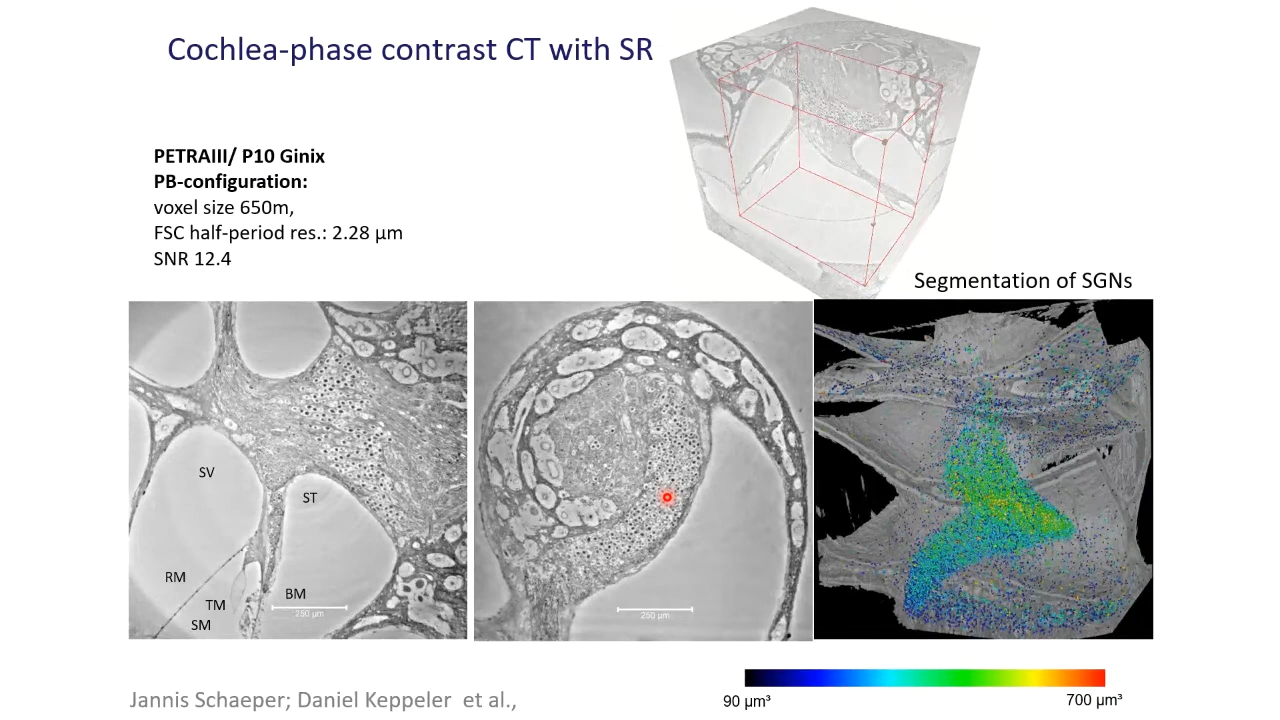 Cochlea-phase contrast CT with SR
PETRAIII/ P10 Ginix
PB-configuration:
voxel size 650m,
FSC half-period res.: 2.28 µm
SNR 12.4
Segmentation of SGNs
SV
ST
RM
TM
SM
BM
250 µm
250 µm
90 µm³
700 µm³
Jannis Schaeper; Daniel Keppeler et al.,